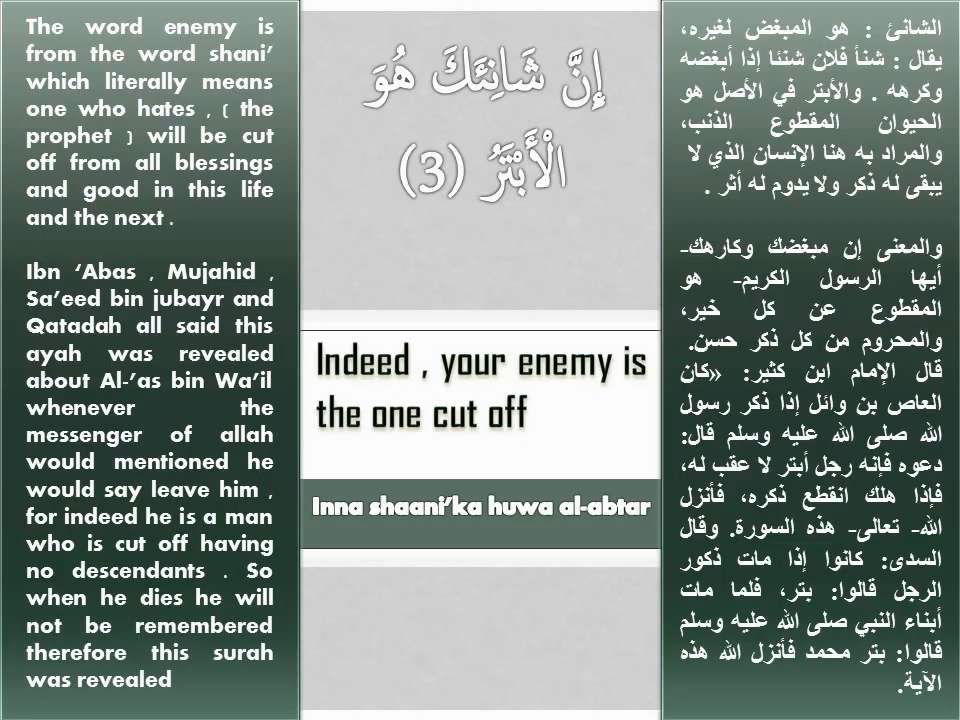 The word enemy is
from the word shani’
which literally means
one who hates , ( the
prophet ) will be cut
off from all blessings
and good in this life
and the next .
Ibn ‘Abas , Mujahid ,
Sa’eed bin jubayr and
Qatadah all said this
ayah was revealed
about Al-’as bin Wa’il
whenever the
messenger of allah
would mentioned he
would say leave him ,
for indeed he is a man
who is cut off having
no descendants . So
when he dies he will
not be remembered
therefore this surah
was revealed
إِنَّ شَانِئَكَ هُوَ
الْأَبْتَرُ (3)
Indeed , your enemy is
the one cut off
Inna shaani’ka huwa al-abtar
الشانئ : هو المبغض لغيره،
يقال : شنأ فلان شنئا إذا أبغضه
وكرهه . والأبتر في الأصل هو
الحيوان المقطوع الذنب،
والمراد به هنا الإنسان الذي لا
يبقى له ذكر ولا يدوم له أثر .
والمعنى إن مبغضك وكارهك-
أيها الرسول الكريم- هو
المقطوع عن كل خير،
والمحروم من كل ذكر حسن.
قال الإمام ابن كثير: «كان
العاص بن وائل إذا ذكر رسول
الله صلى الله عليه وسلم قال:
دعوه فإنه رجل أبتر لا عقب له،
فإذا هلك انقطع ذكره، فأنزل
الله- تعالى- هذه السورة. وقال
السدى: كانوا إذا مات ذكور
الرجل قالوا: بتر، فلما مات
أبناء النبي صلى الله عليه وسلم
قالوا: بتر محمد فأنزل الله هذه
الآية.